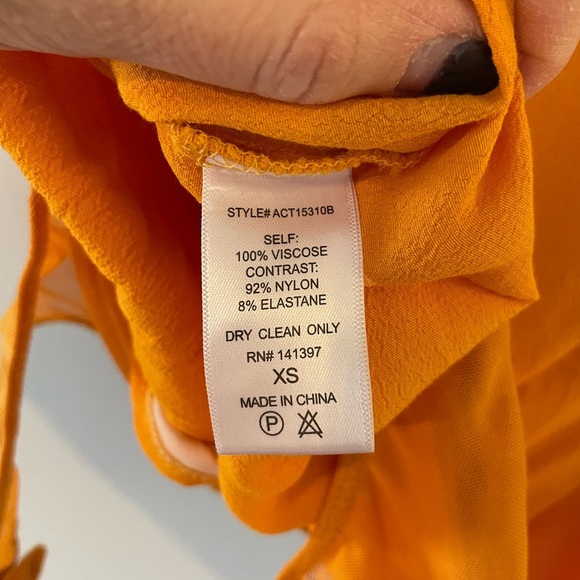 STYLE# ACT15310B
SELF:
100% VISCOSE
CONTRAST:
92% NYLON
8% ELASTANE
DRY CLEAN ONLY
RN# 141397
XS
MADE IN CHINA
P